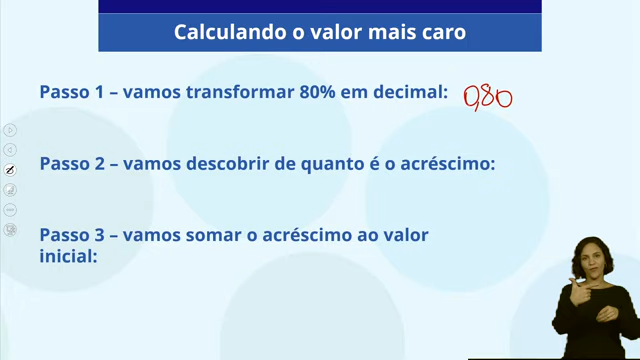 Calculando o valor mais caro
Passo 1 – vamos transformar 80% em decimal: 0,80
Passo 2 – vamos descobrir de quanto é o acréscimo:
Passo 3 – vamos somar o acréscimo ao valor
inicial: